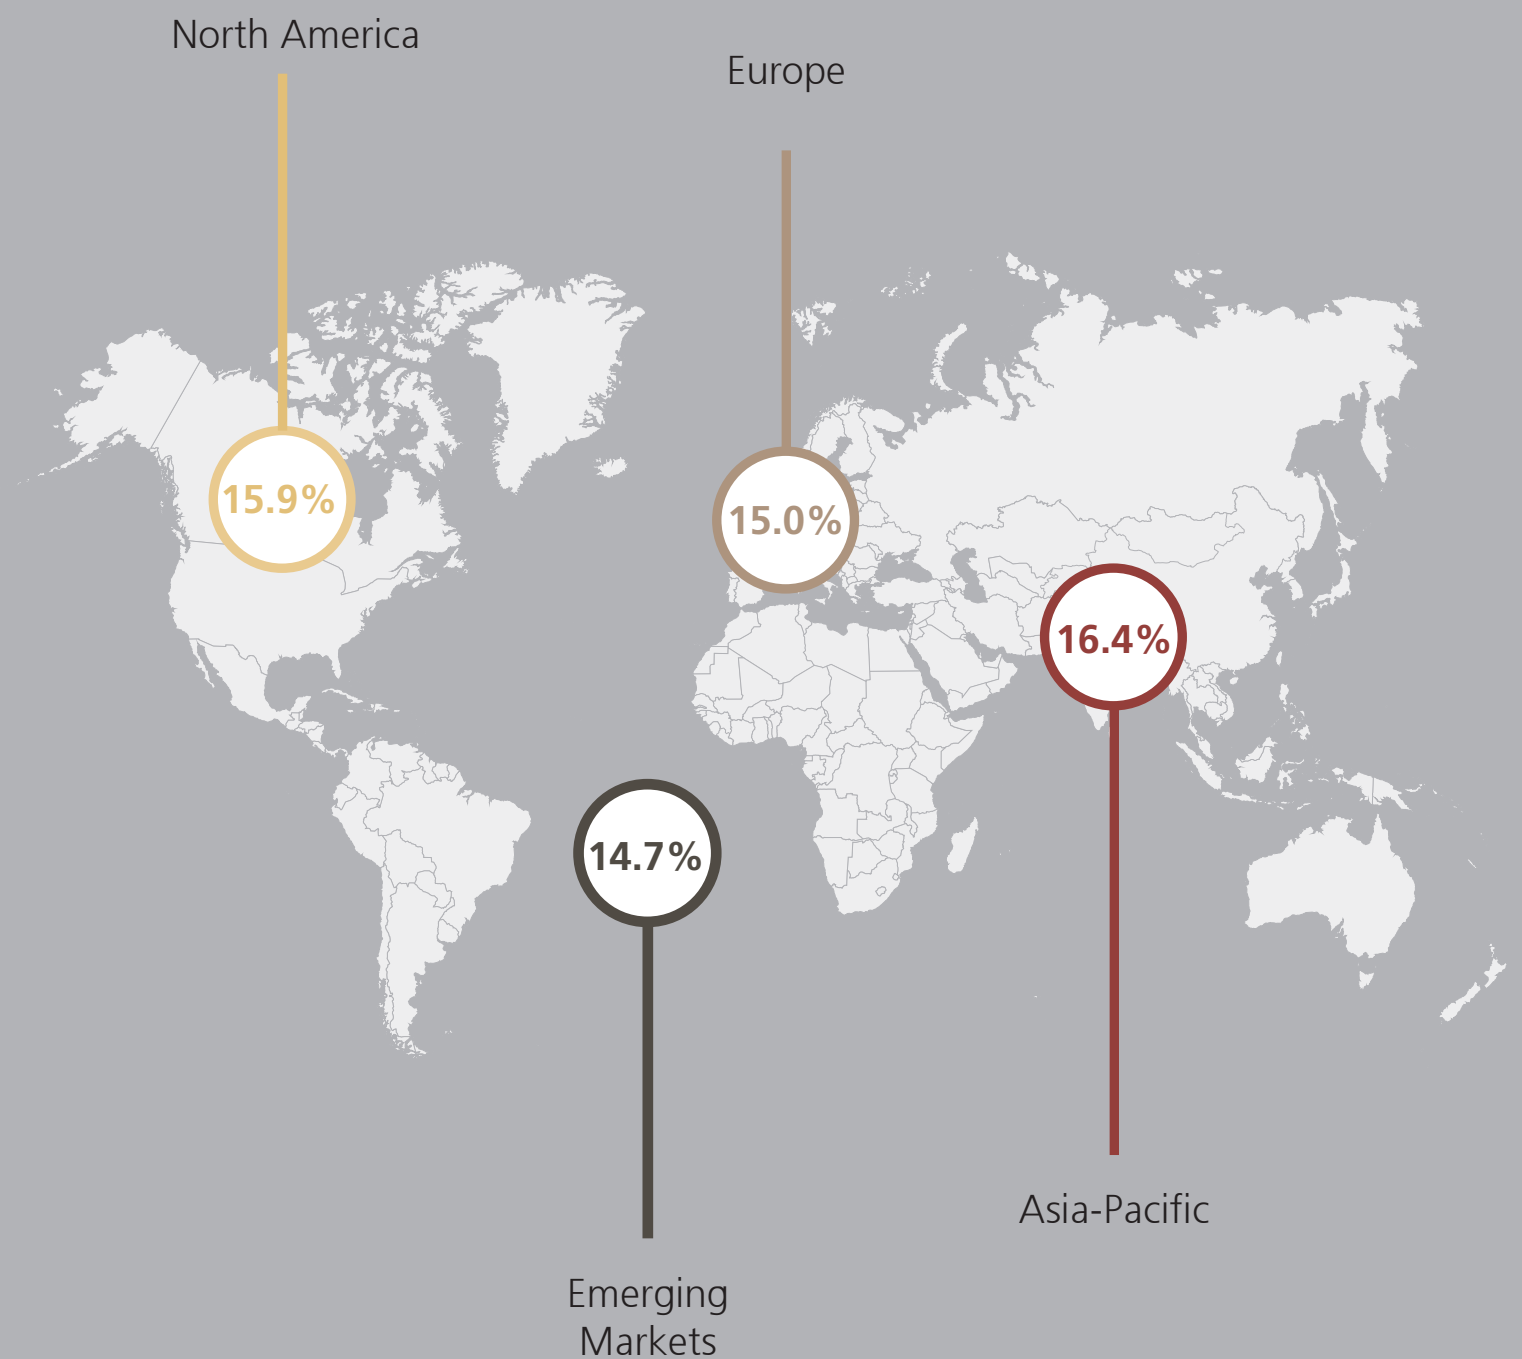 North America
Europe
15.9%
15.0%
16.4%
14.7%
Asia-Pacific
Emerging
Markets